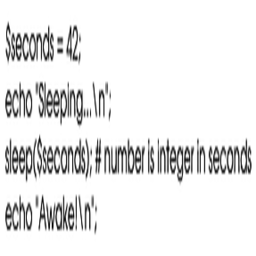 $seconds = 42;
echo "Sleeping...\n";
sleep($seconds); # number is integer in seconds
echo "Awake!\n";